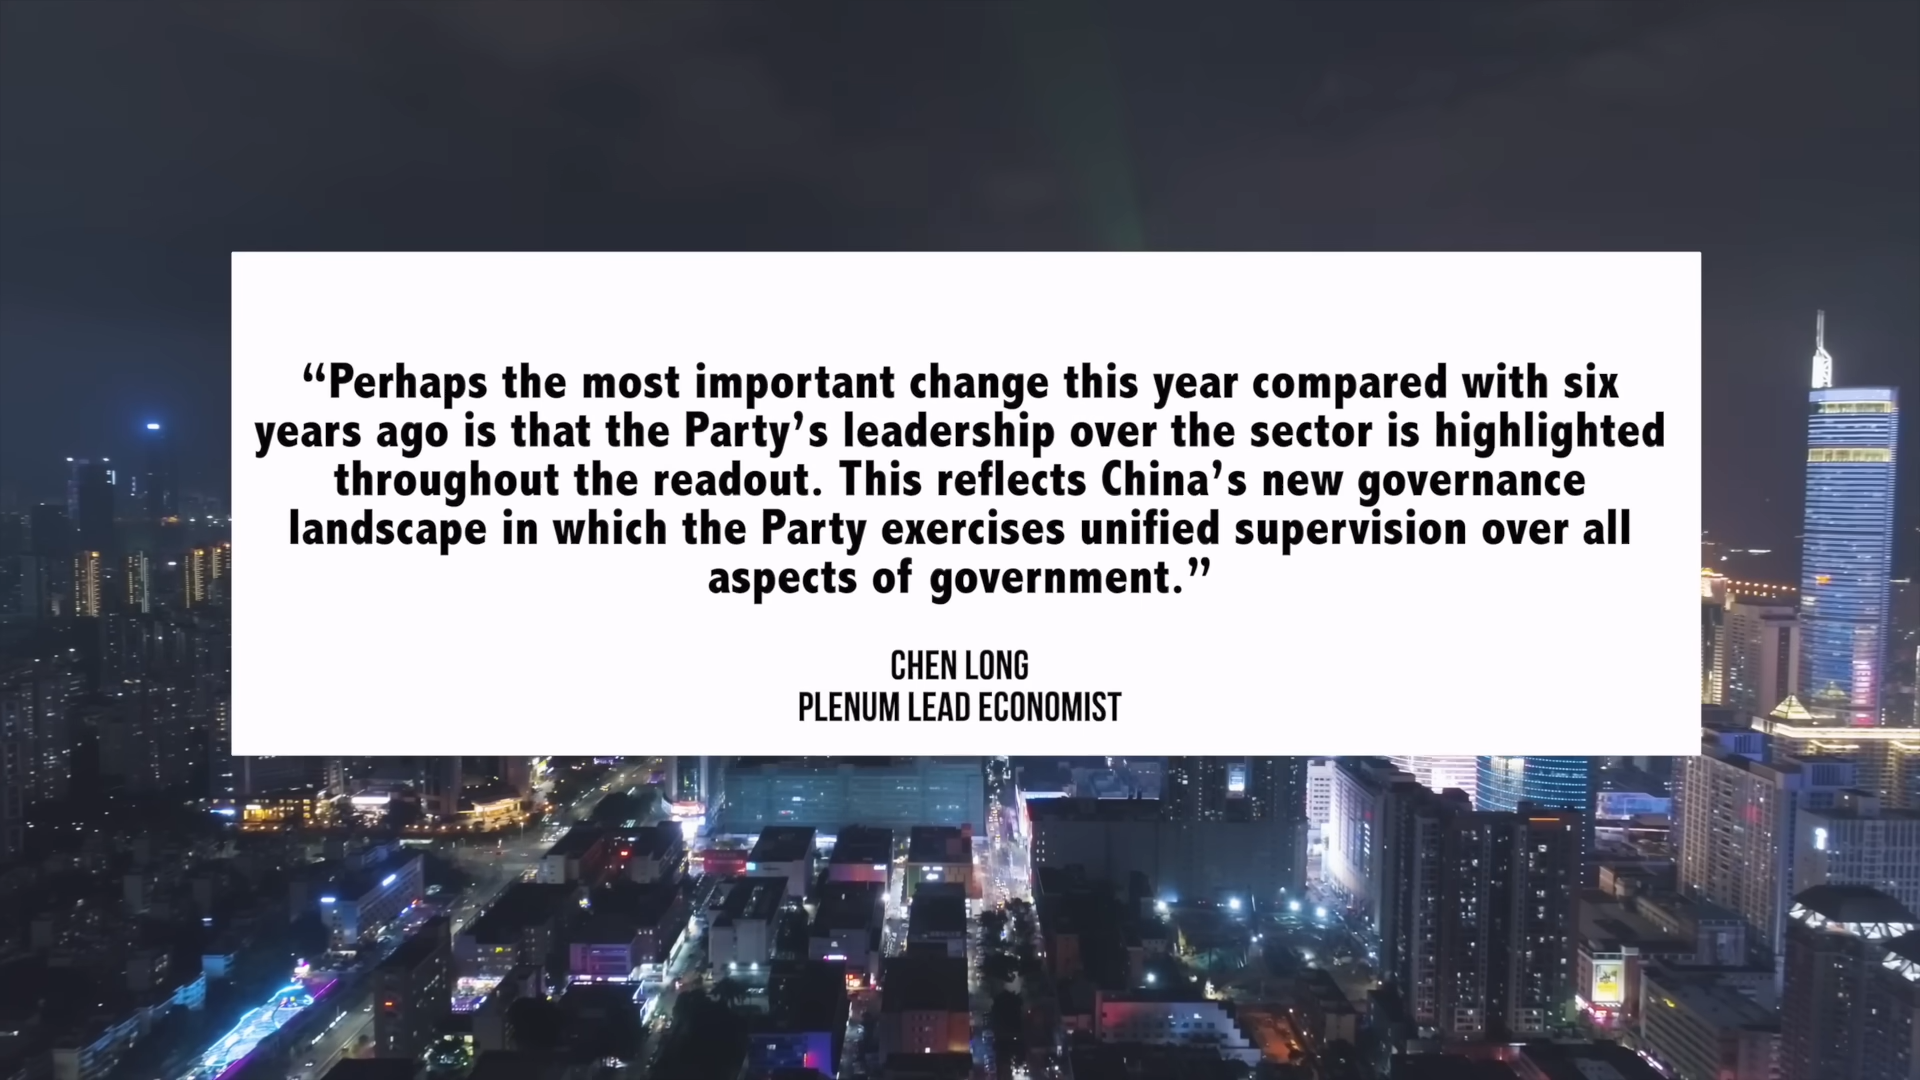 “Perhaps the most important change this year compared with six
years ago is that the Party’s leadership over the sector is highlighted
throughout the readout. This reflects China’s new governance
landscape in which the Party exercises unified supervision over all
aspects of government.”
CHEN LONG
PLENUM LEAD ECONOMIST